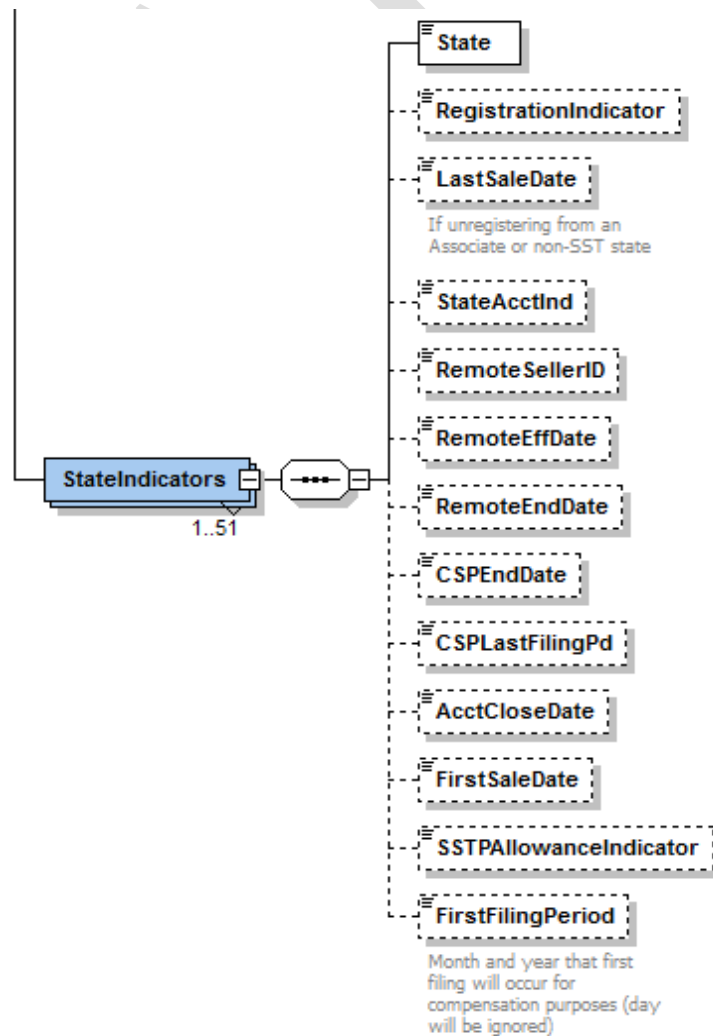 State
RegistrationIndicator
LastSaleDate
If unregistering from an
Associate or non-SST state
StateAcctInd
RemoteSellerID
RemoteEffDate
StateIndicators
1..51
RemoteEndDate
CSPEndDate
CSPLastFilingPd
AcctCloseDate
FirstSaleDate
SSTPAllowanceIndicator
FirstFilingPeriod
Month and year that first
filing will occur for
compensation purposes (day
will be ignored)